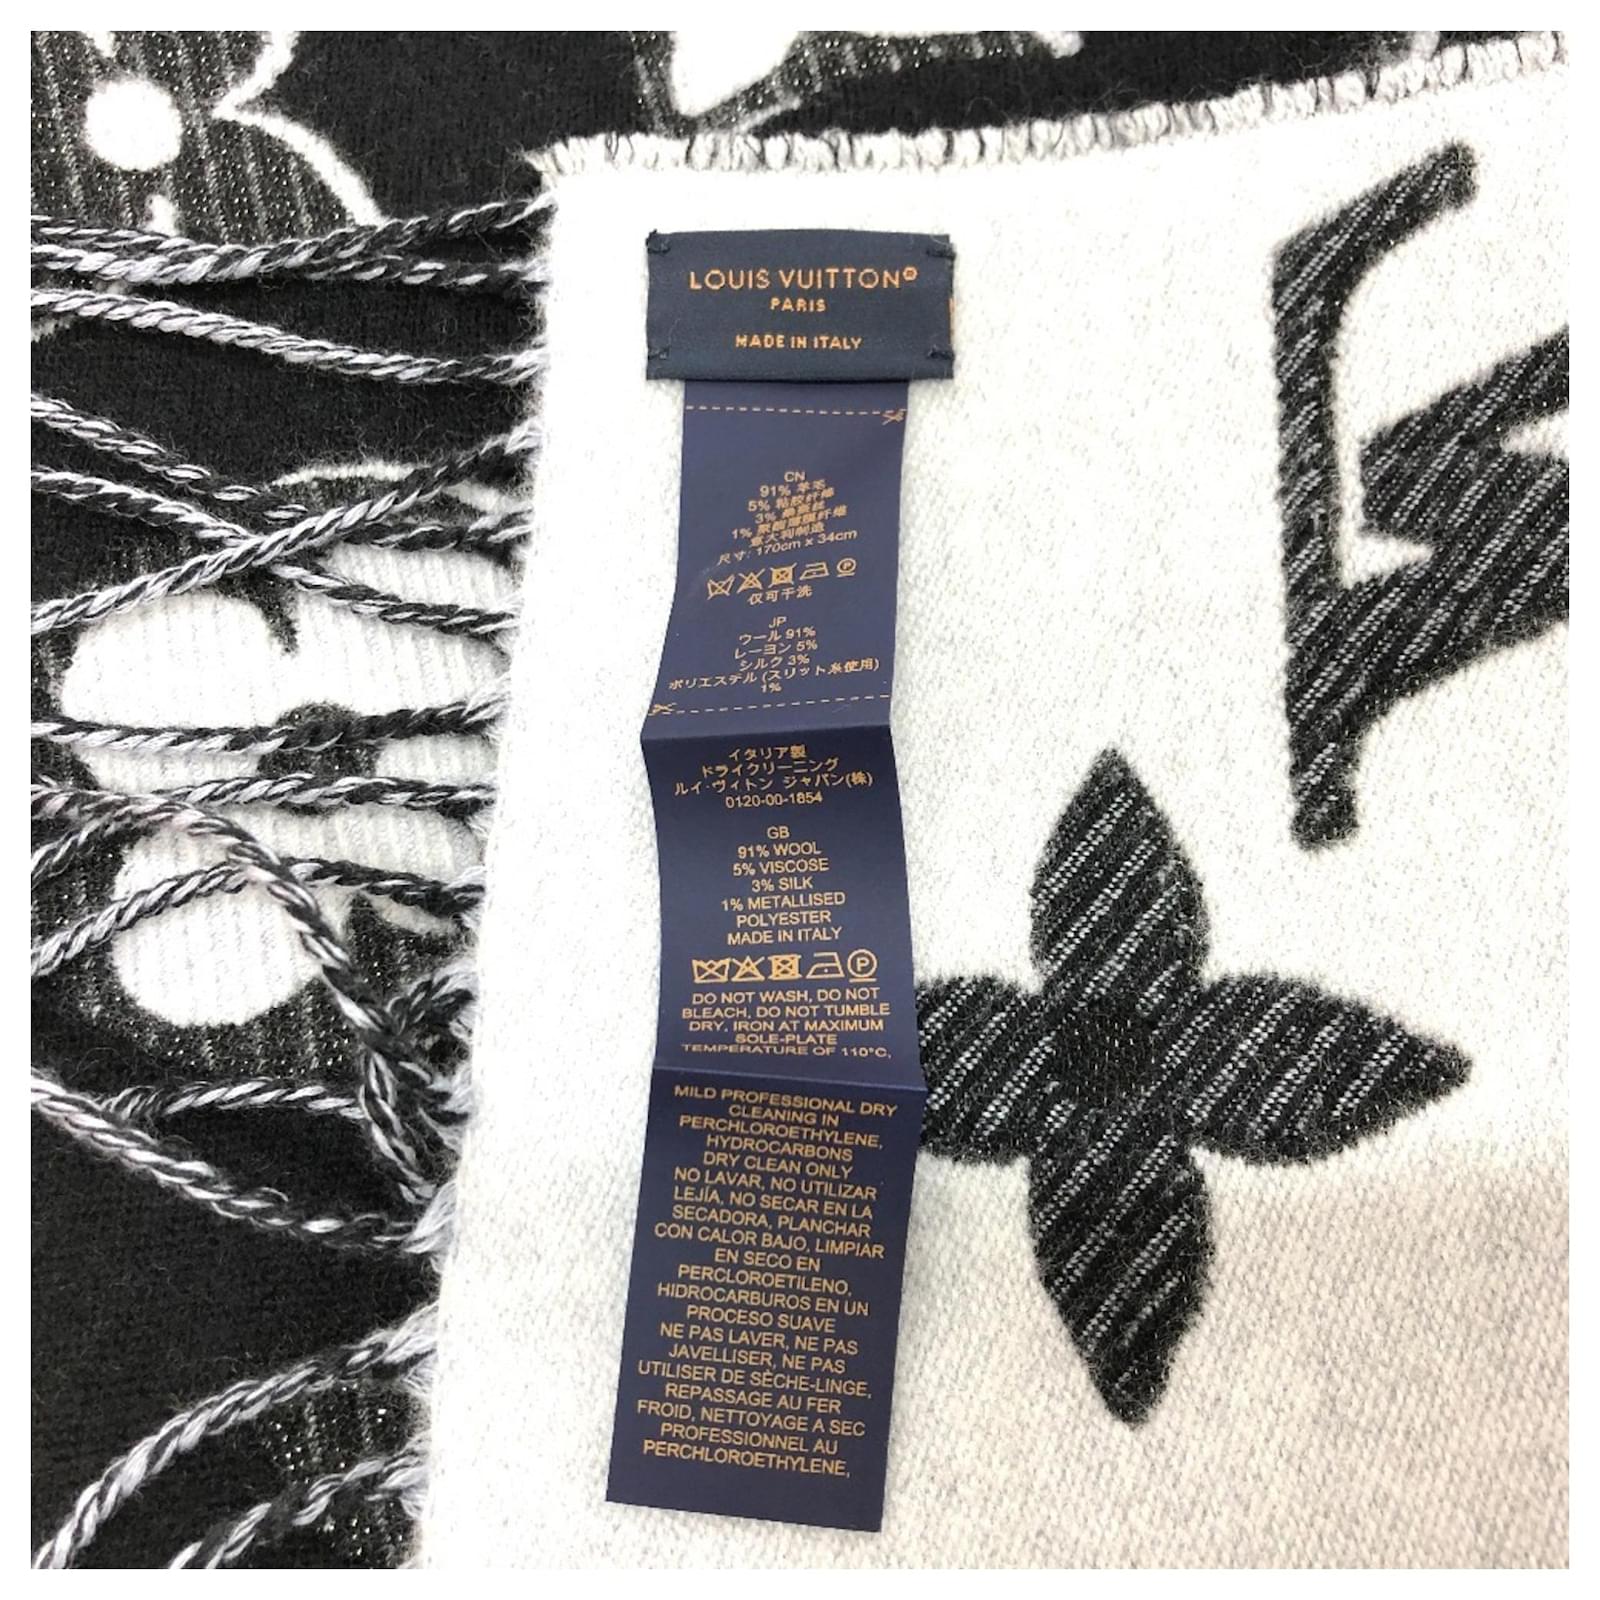 LOUIS VUITTON®
PARIS
MADE IN ITALY
CN
91% 羊毛
5% 粘胶纤维
3% 桑蚕丝
1% 聚酯薄膜纤维
意大利制造
尺寸: 170cm x 34cm
仅可干洗
JP
ウール 91%
レーヨン 5%
シルク 3%
ポリエステル (スリット糸使用)
1%
イタリア製
ドライクリーニング
ルイ·ヴィトン ジャパン(株)
0120-00-1854
GB
91% WOOL
5% VISCOSE
3% SILK
1% METALLISED
POLYESTER
MADE IN ITALY
DO NOT WASH, DO NOT
BLEACH, DO NOT TUMBLE
DRY, IRON AT MAXIMUM
SOLE-PLATE
TEMPERATURE OF 110°C,
MILD PROFESSIONAL DRY
CLEANING IN
PERCHLOROETHYLENE,
HYDROCARBONS
DRY CLEAN ONLY
NO LAVAR, NO UTILIZAR
LEJÍA, NO SECAR EN LA
SECADORA, PLANCHAR
CON CALOR BAJO, LIMPIAR
EN SECO EN
PERCLOROETILENO,
HIDROCARBUROS EN UN
PROCESO SUAVE
NE PAS LAVER, NE PAS
JAVELLISER, NE PAS
UTILISER DE SÈCHE-LINGE,
REPASSAGE AU FER
FROID, NETTOYAGE A SEC
PROFESSIONNEL AU
PERCHLOROETHYLENE,